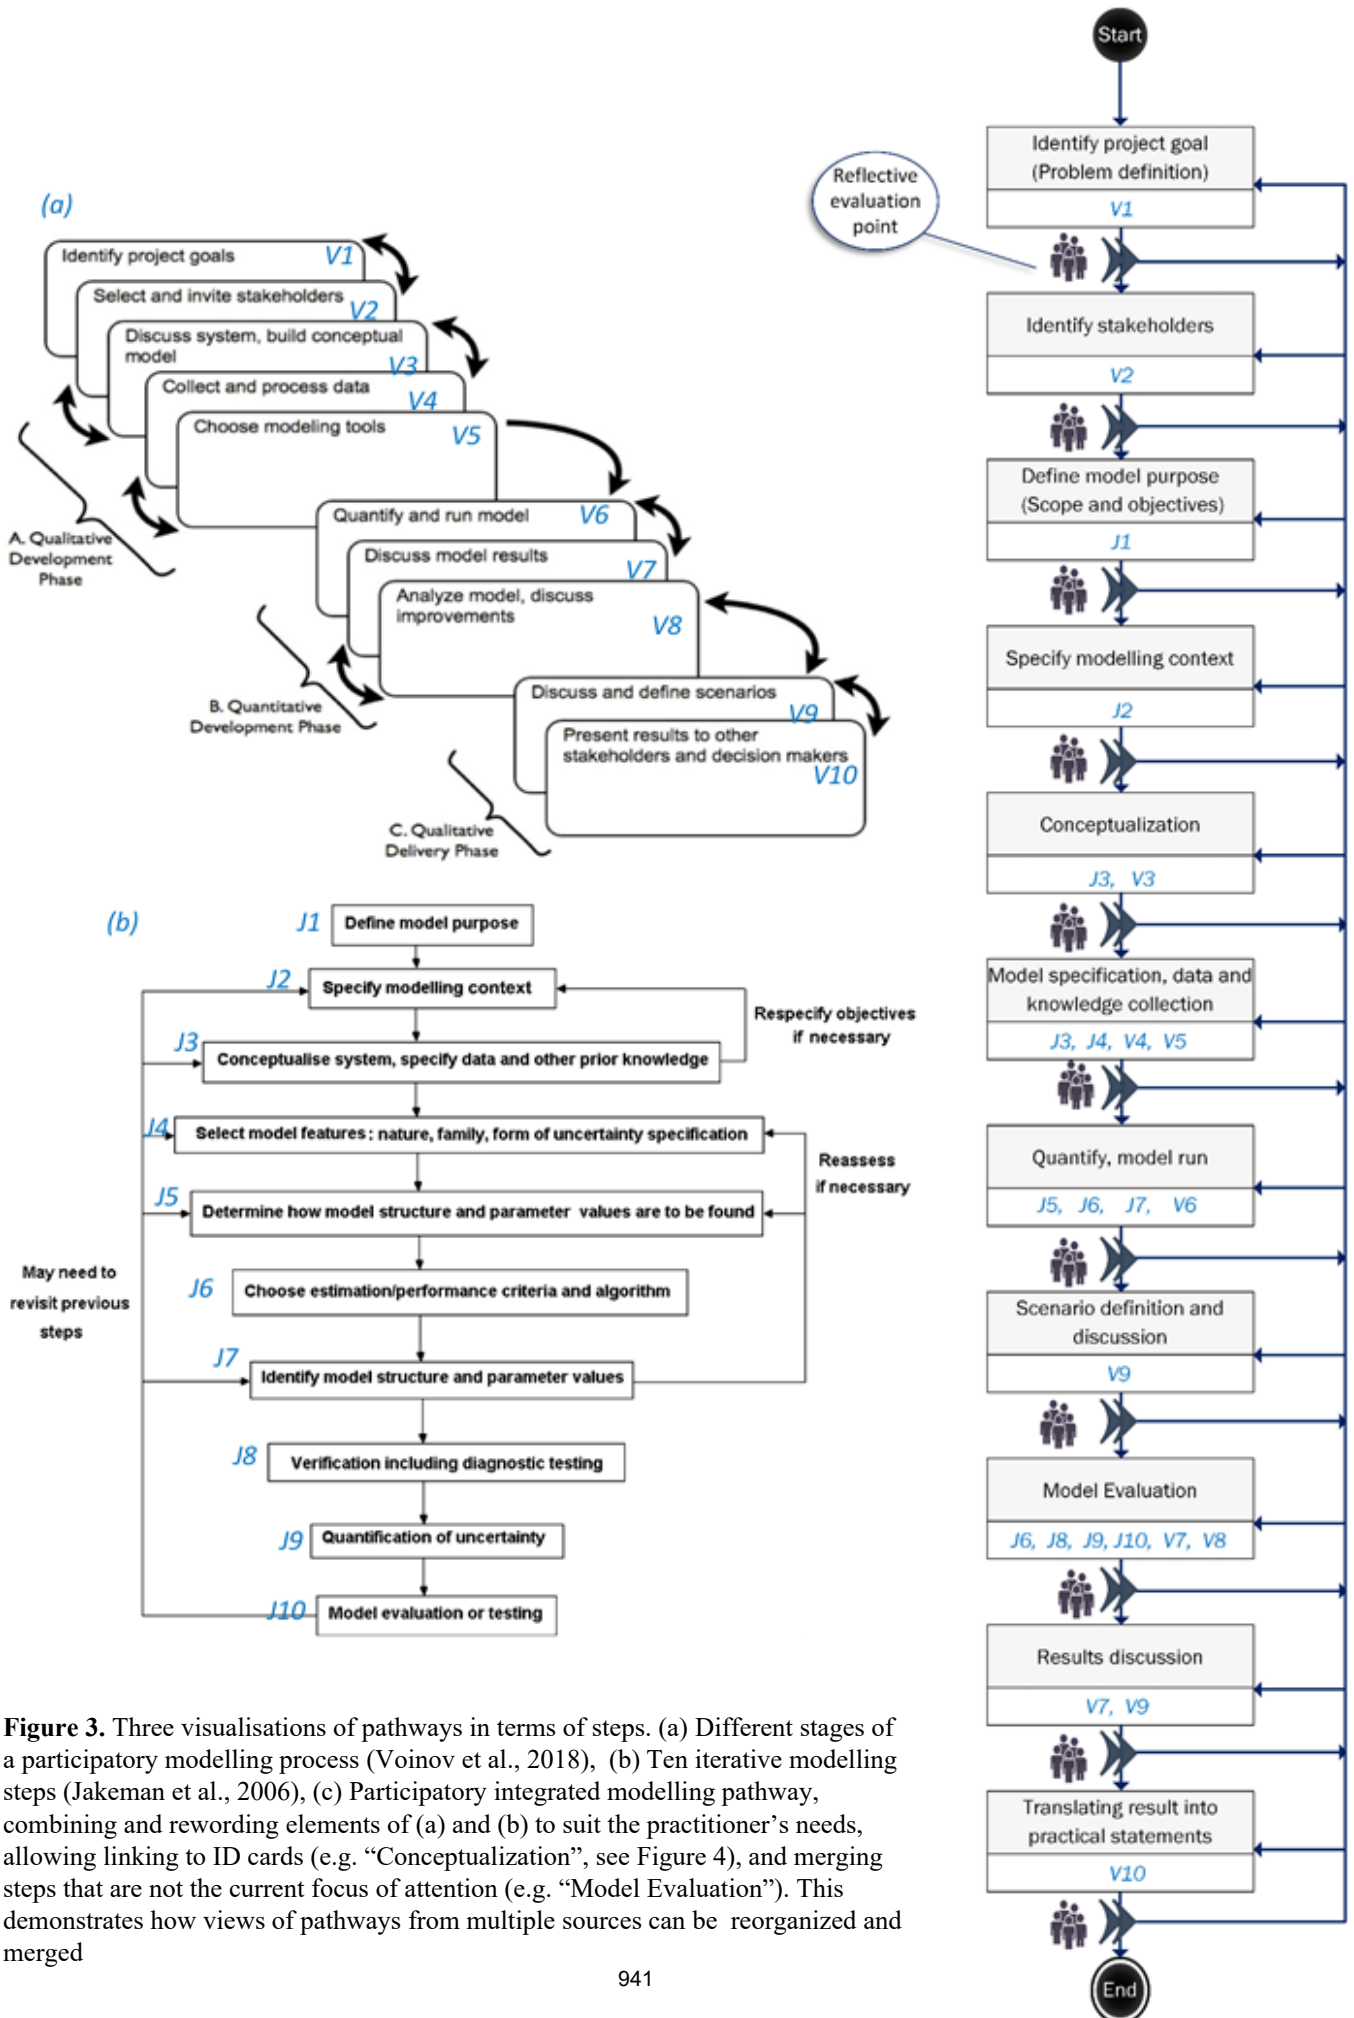 (a)
Identify project goals
V1
Select and invite stakeholders
V2
Discuss system, build conceptual
model
V3
Collect and process data
V4
Choose modeling tools
V5
A. Qualitative
Development
Phase
Quantify and run model
V6
Discuss model results
V7
Analyze model, discuss
improvements
V8
B. Quantitative
Development Phase
Discuss and define scenarios
V9
Present results to other
stakeholders and decision makers
V10
C. Qualitative
Delivery Phase
(b)
J1
Define model purpose
J2
Specify modelling context
Respecify objectives
if necessary
J3
Conceptualise system, specify data and other prior knowledge
J4
Select model features: nature, family, form of uncertainty specification
Reassess
if necessary
J5
Determine how model structure and parameter values are to be found
May need to
revisit previous
steps
J6
Choose estimation/performance criteria and algorithm
J7
Identify model structure and parameter values
J8
Verification including diagnostic testing
J9
Quantification of uncertainty
J10
Model evaluation or testing
Start
Reflective
evaluation
point
Identify project goal
(Problem definition)
V1
Identify stakeholders
V2
Define model purpose
(Scope and objectives)
J1
Specify modelling context
J2
Conceptualization
J3, V3
Model specification, data and
knowledge collection
J3, J4, V4, V5
Quantify, model run
J5, J6, J7, V6
Scenario definition and
discussion
V9
Model Evaluation
J6, J8, J9, J10, V7, V8
Results discussion
V7, V9
Translating result into
practical statements
V10
End
Figure 3. Three visualisations of pathways in terms of steps. (a) Different stages of
a participatory modelling process (Voinov et al., 2018), (b) Ten iterative modelling
steps (Jakeman et al., 2006), (c) Participatory integrated modelling pathway,
combining and rewording elements of (a) and (b) to suit the practitioner’s needs,
allowing linking to ID cards (e.g. “Conceptualization”, see Figure 4), and merging
steps that are not the current focus of attention (e.g. “Model Evaluation”). This
demonstrates how views of pathways from multiple sources can be reorganized and
merged
941